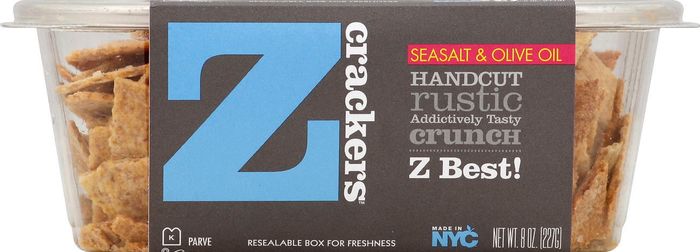 Z
crackers™
SEASALT & OLIVE OIL
HANDCUT
rustic
Addictively Tasty
crunch
Z Best!
K PARVE
RESEALABLE BOX FOR FRESHNESS
MADE IN
NYC
NET WT. 8 OZ. (227G)